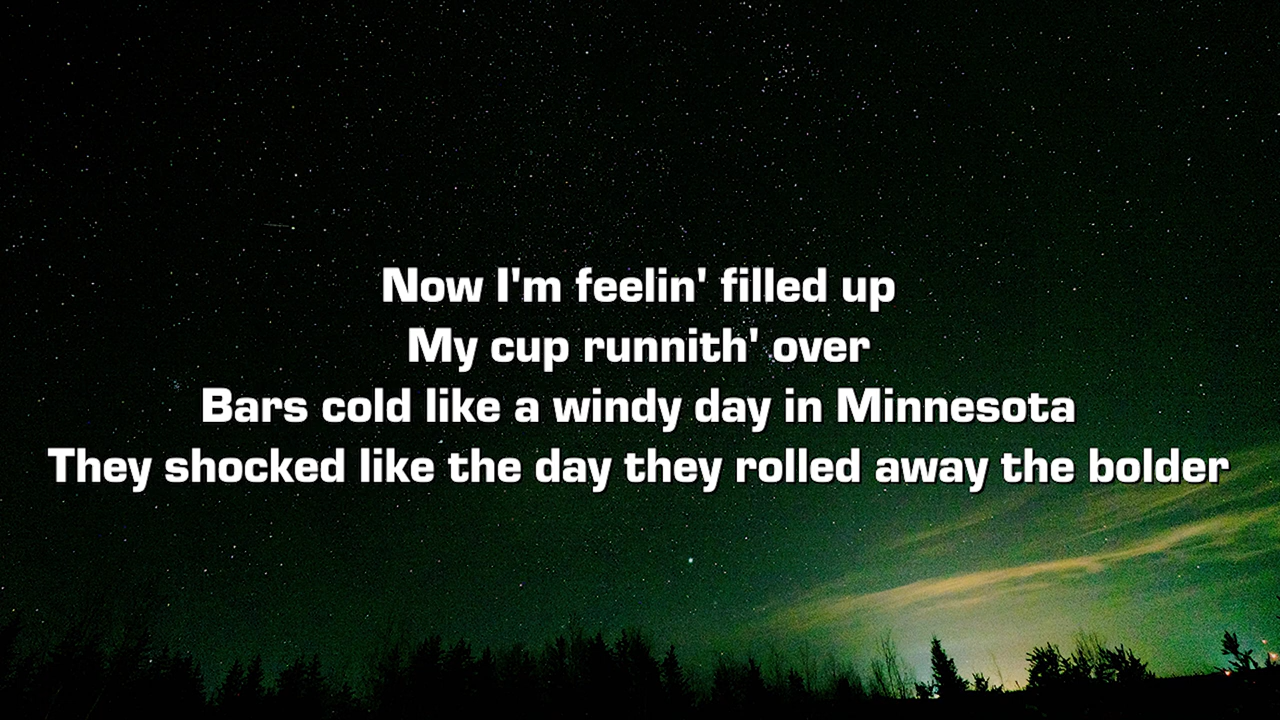 Now I'm feelin' filled up
My cup runnith' over
Bars cold like a windy day in Minnesota
They shocked like the day they rolled away the bolder